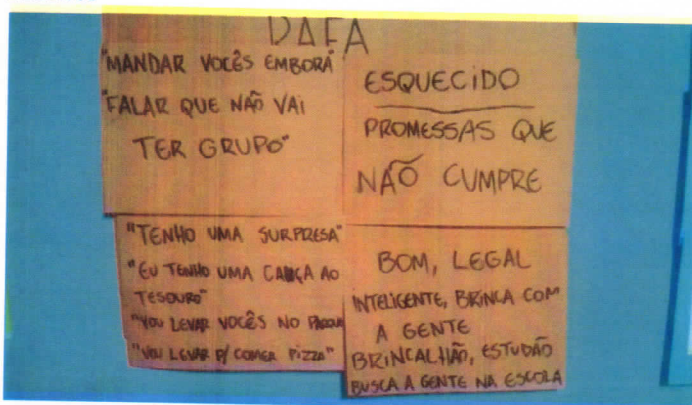 DAFA
"MANDAR VOCÊS EMBORA"
"FALAR QUE NÃO VAI
TER GRUPO"
ESQUECIDO
PROMESSAS QUE
NÃO CUMPRE
"TENHO UMA SURPRESA"
"EU TENHO UMA CAÇA AO
TESOURO"
"VOU LEVAR VOCÊS NO PARQUE
"VOU LEVAR P/ COMER PIZZA"
BOM, LEGAL
INTELIGENTE, BRINCA COM
A GENTE
BRINCALHÃO, ESTUDÃO
BUSCA A GENTE NA ESCOLA